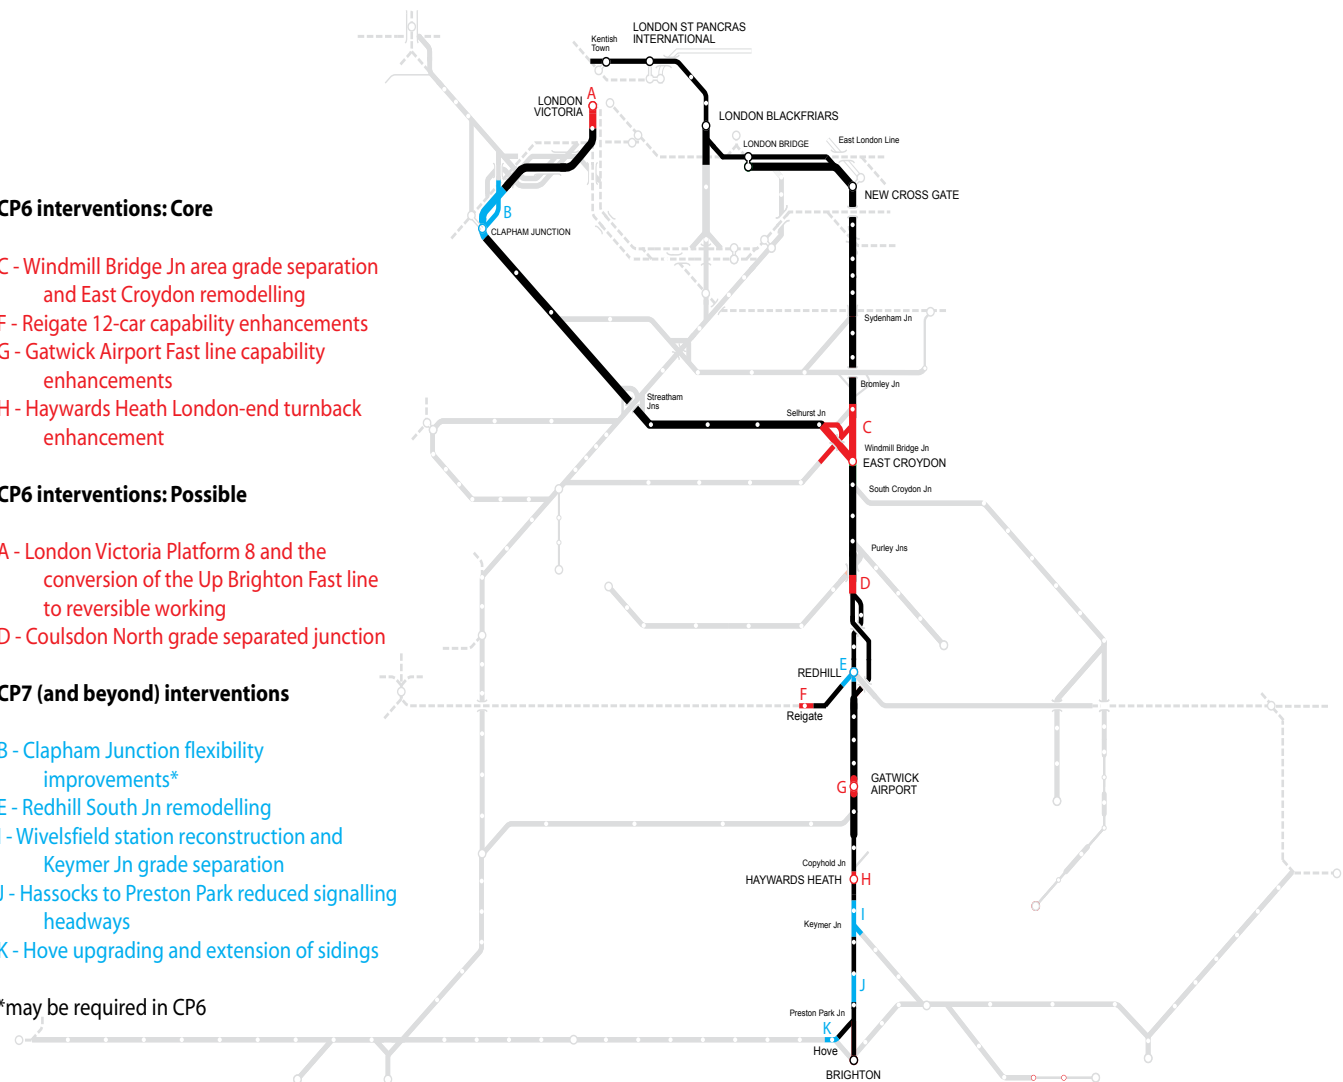 CP6 interventions: Core
C - Windmill Bridge Jn area grade separation
and East Croydon remodelling
F - Reigate 12-car capability enhancements
G - Gatwick Airport Fast line capability
enhancements
H - Haywards Heath London-end turnback
enhancement
CP6 interventions: Possible
A - London Victoria Platform 8 and the
conversion of the Up Brighton Fast line
to reversible working
D - Coulsdon North grade separated junction
CP7 (and beyond) interventions
B - Clapham Junction flexibility
improvements*
E - Redhill South Jn remodelling
I - Wivelsfield station reconstruction and
Keymer Jn grade separation
J - Hassocks to Preston Park reduced signalling
headways
K - Hove upgrading and extension of sidings
*may be required in CP6
Kentish
Town
LONDON ST PANCRAS
INTERNATIONAL
LONDON
VICTORIA
A
LONDON BLACKFRIARS
LONDON BRIDGE
East London Line
NEW CROSS GATE
B
CLAPHAM JUNCTION
Sydenham Jn
Bromley Jn
Streatham
Jns
Selhurst Jn
C
Windmill Bridge Jn
EAST CROYDON
South Croydon Jn
Purley Jns
D
E
REDHILL
F
Reigate
G
GATWICK
AIRPORT
Copyhold Jn
HAYWARDS HEATH
H
I
Keymer Jn
J
Preston Park Jn
K
Hove
BRIGHTON